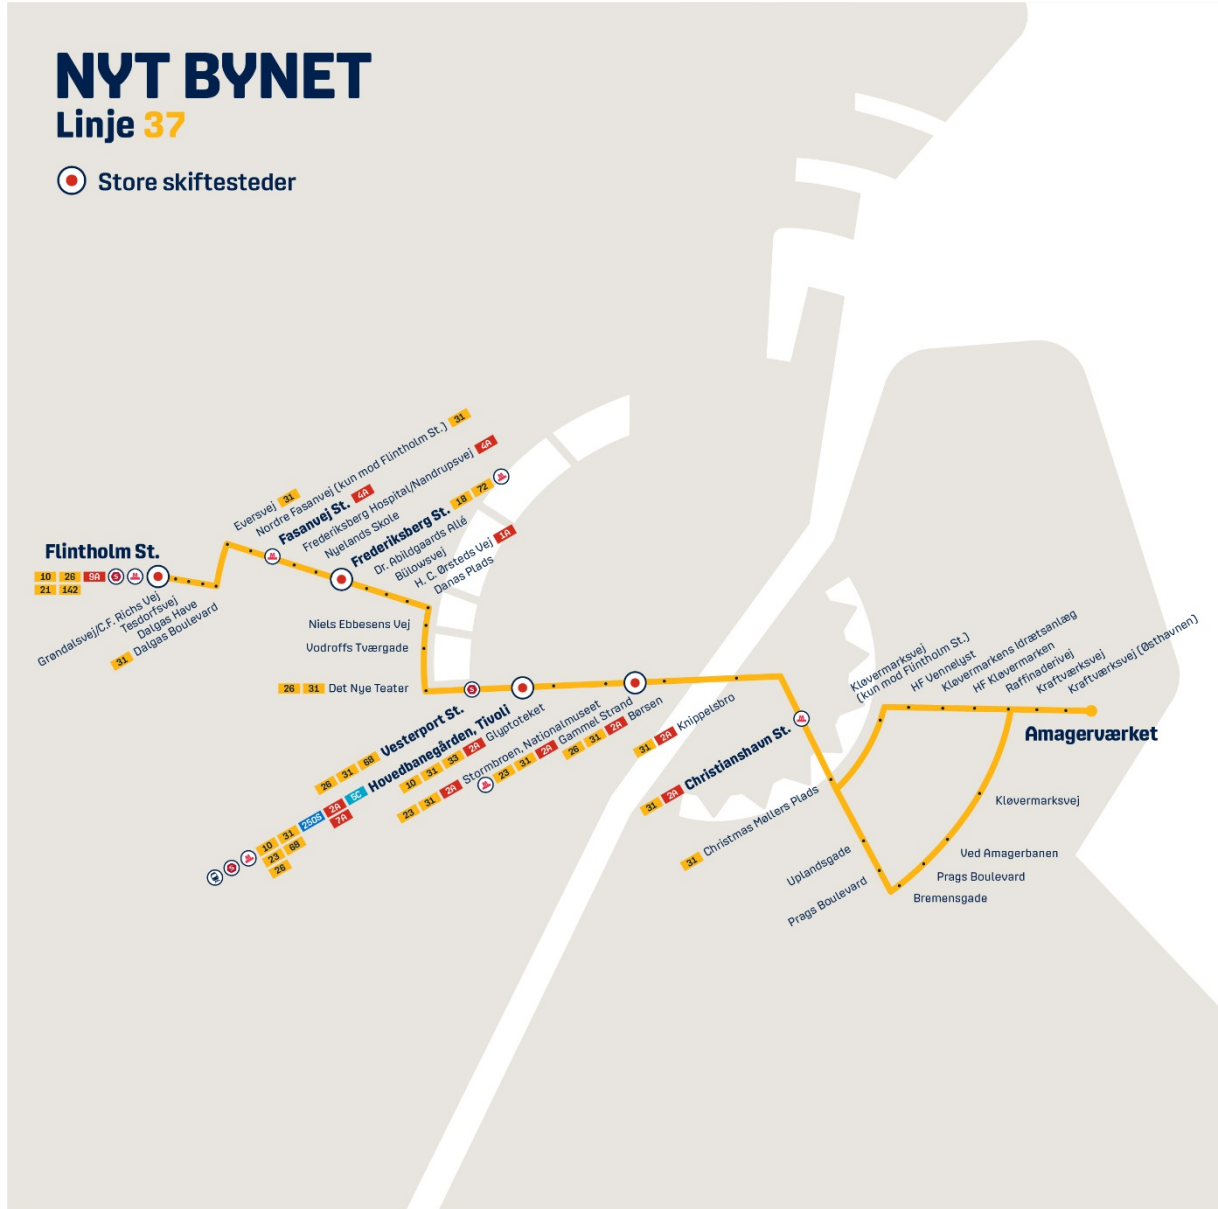 NYT BYNET
Linje 37
Store skiftesteder
Flintholm St.
10 26 9A S M
21 142
Grøndalsvej/C.F. Richs Vej
Tesdorfsvej
Dalgas Have
31 Dalgas Boulevard
Eversvej 31
Nordre Fasanvej (kun mod Flintholm St.) 31
Fasanvej St. 4A
Frederiksberg Hospital/Nandrupsvej 4A
Nyelands Skole
Frederiksberg St. 18 72
Dr. Abildgaards Allé
Bülowsvej
H. C. Ørsteds Vej 1A
Danas Plads
Niels Ebbesens Vej
Vodroffs Tværgade
26 31 Det Nye Teater
S
26 31 68 Vesterport St.
S 10 31 250S 2A 5C Hovedbanegården, Tivoli
23 68 7A
26
10 31 33 2A Glyptoteket
23 31 2A Stormbroen, Nationalmuseet
23 31 2A Gammel Strand
26 31 2A Børsen
31 2A Knippelsbro
31 2A Christianshavn St.
31 Christmas Møllers Plads
Uplandsgade
Prags Boulevard
Bremensgade
Prags Boulevard
Ved Amagerbanen
Kløvermarksvej
Kløvermarksvej
(kun mod Flintholm St.)
HF Vennelyst
Kløvermarkens Idrætsanlæg
HF Kløvermarken
Raffinaderivej
Kraftværksvej
Kraftværksvej (Østhavnen)
Amagerværket